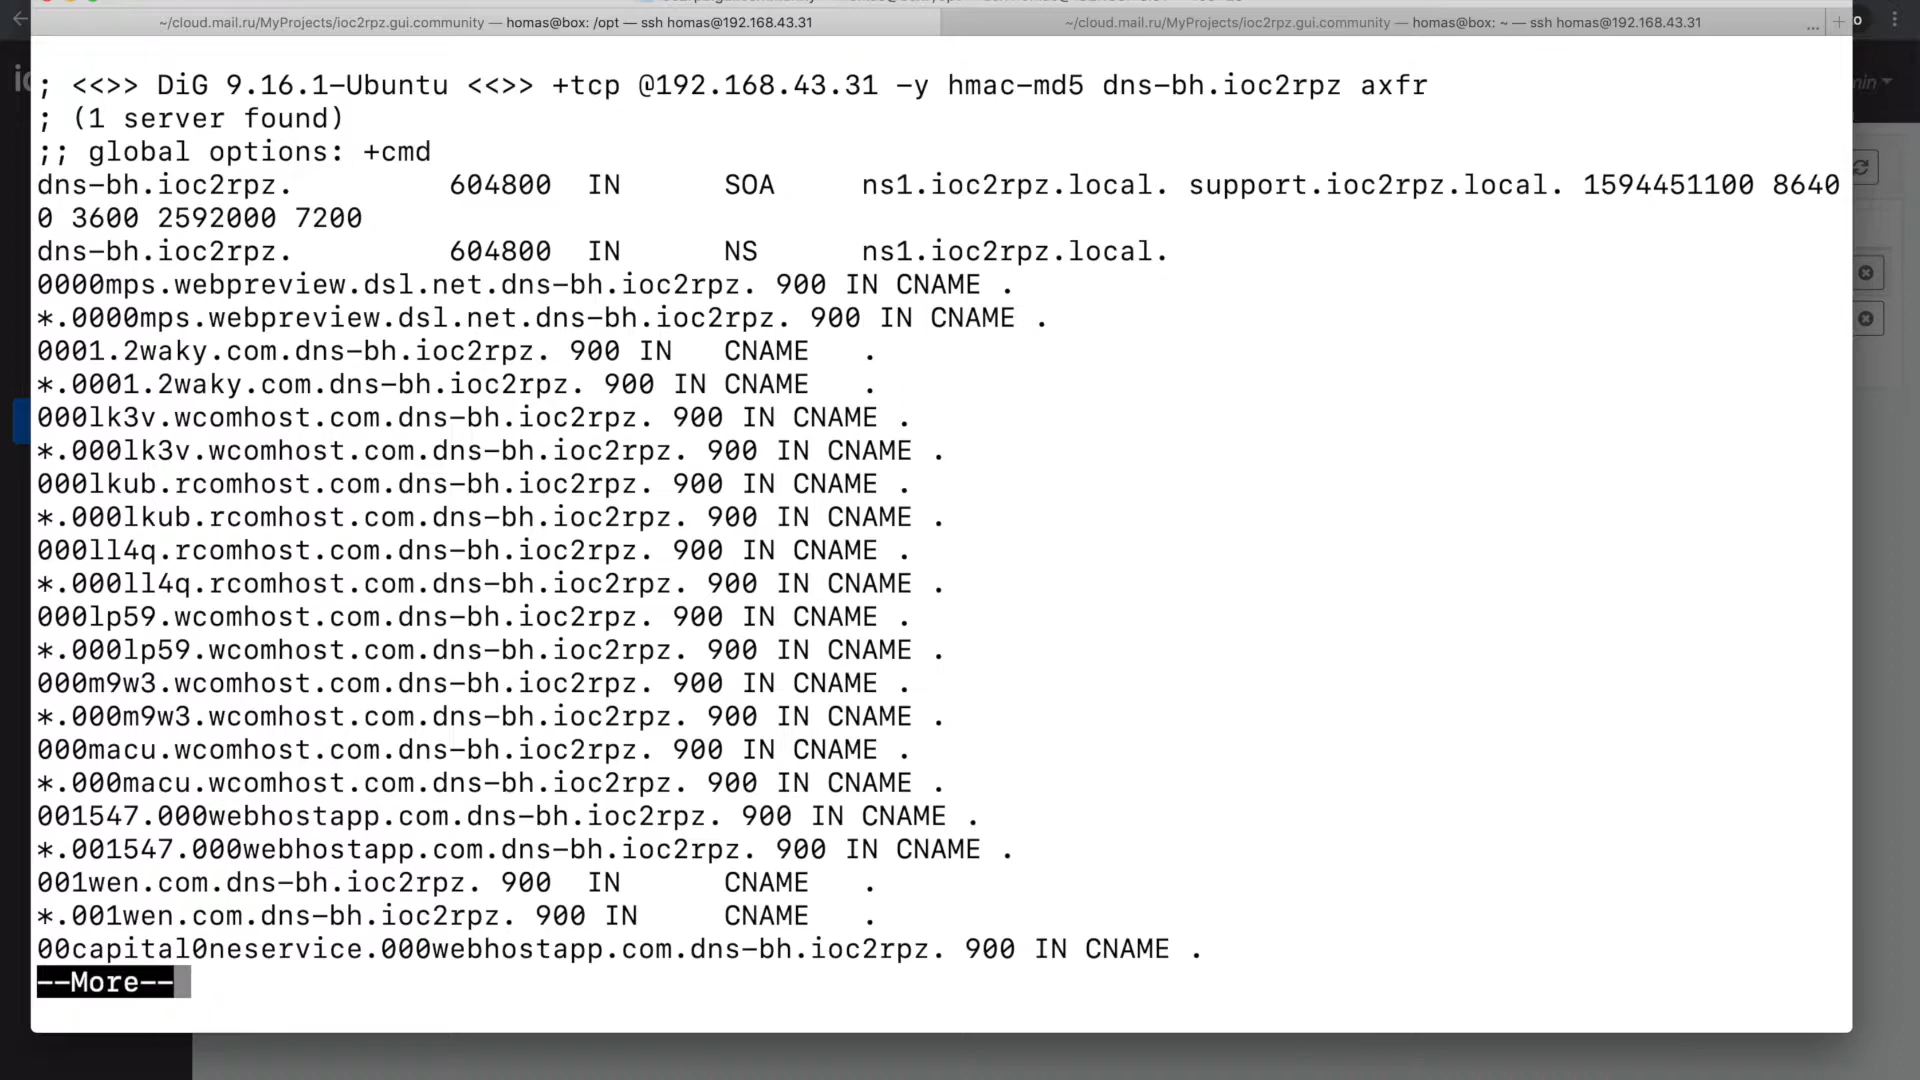 ~/cloud.mail.ru/MyProjects/ioc2rpz.gui.community — homas@box: /opt — ssh homas@192.168.43.31
~/cloud.mail.ru/MyProjects/ioc2rpz.gui.community — homas@box: ~ — ssh homas@192.168.43.31
...
; <<>> DiG 9.16.1-Ubuntu <<>> +tcp @192.168.43.31 -y hmac-md5 dns-bh.ioc2rpz axfr
; (1 server found)
;; global options: +cmd
dns-bh.ioc2rpz. 604800 IN SOA ns1.ioc2rpz.local. support.ioc2rpz.local. 1594451100 8640
0 3600 2592000 7200
dns-bh.ioc2rpz. 604800 IN NS ns1.ioc2rpz.local.
0000mps.webpreview.dsl.net.dns-bh.ioc2rpz. 900 IN CNAME .
*.0000mps.webpreview.dsl.net.dns-bh.ioc2rpz. 900 IN CNAME .
0001.2waky.com.dns-bh.ioc2rpz. 900 IN CNAME .
*.0001.2waky.com.dns-bh.ioc2rpz. 900 IN CNAME .
000lk3v.wcomhost.com.dns-bh.ioc2rpz. 900 IN CNAME .
*.000lk3v.wcomhost.com.dns-bh.ioc2rpz. 900 IN CNAME .
000lkub.rcomhost.com.dns-bh.ioc2rpz. 900 IN CNAME .
*.000lkub.rcomhost.com.dns-bh.ioc2rpz. 900 IN CNAME .
000ll4q.rcomhost.com.dns-bh.ioc2rpz. 900 IN CNAME .
*.000ll4q.rcomhost.com.dns-bh.ioc2rpz. 900 IN CNAME .
000lp59.wcomhost.com.dns-bh.ioc2rpz. 900 IN CNAME .
*.000lp59.wcomhost.com.dns-bh.ioc2rpz. 900 IN CNAME .
000m9w3.wcomhost.com.dns-bh.ioc2rpz. 900 IN CNAME .
*.000m9w3.wcomhost.com.dns-bh.ioc2rpz. 900 IN CNAME .
000macu.wcomhost.com.dns-bh.ioc2rpz. 900 IN CNAME .
*.000macu.wcomhost.com.dns-bh.ioc2rpz. 900 IN CNAME .
001547.000webhostapp.com.dns-bh.ioc2rpz. 900 IN CNAME .
*.001547.000webhostapp.com.dns-bh.ioc2rpz. 900 IN CNAME .
001wen.com.dns-bh.ioc2rpz. 900 IN CNAME .
*.001wen.com.dns-bh.ioc2rpz. 900 IN CNAME .
00capital0neservice.000webhostapp.com.dns-bh.ioc2rpz. 900 IN CNAME .
--More--